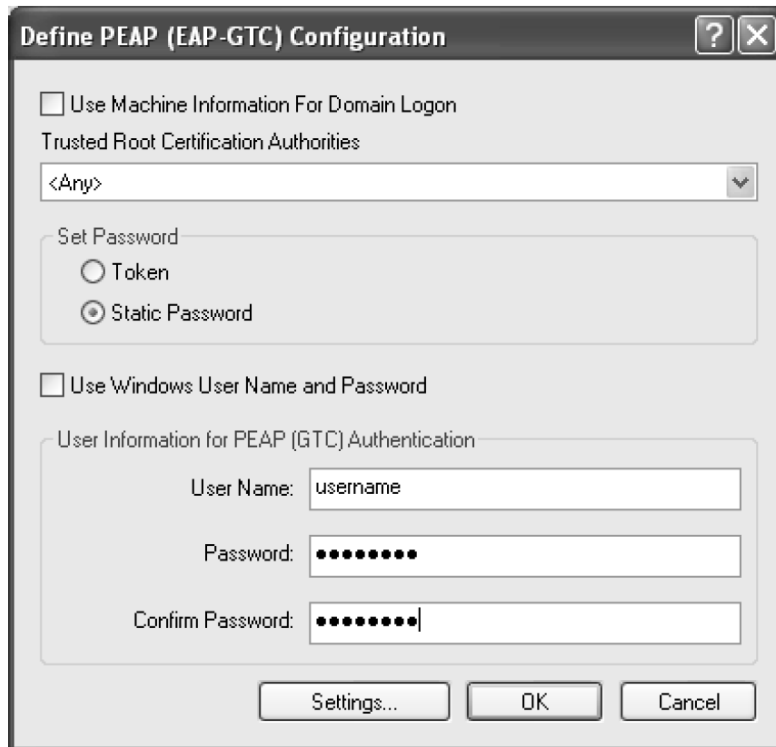 Define PEAP (EAP-GTC) Configuration
Use Machine Information For Domain Logon
Trusted Root Certification Authorities
<Any>
Set Password
Token
Static Password
Use Windows User Name and Password
User Information for PEAP (GTC) Authentication
User Name: username
Password: ••••••••
Confirm Password: ••••••••
Settings... OK Cancel